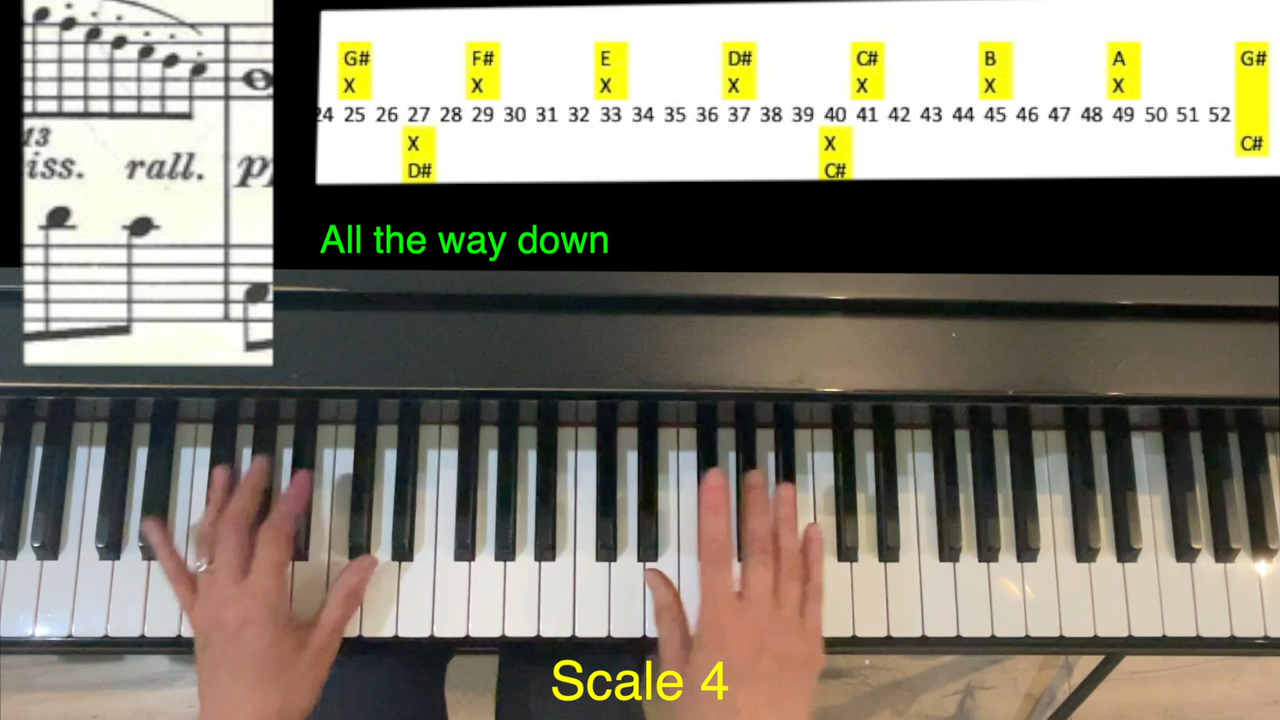 G# F# E D# C# B A G#
X X X X X X X
24 25 26 27 28 29 30 31 32 33 34 35 36 37 38 39 40 41 42 43 44 45 46 47 48 49 50 51 52
X X C#
D# C#
13
iss. rall.
All the way down
Scale 4